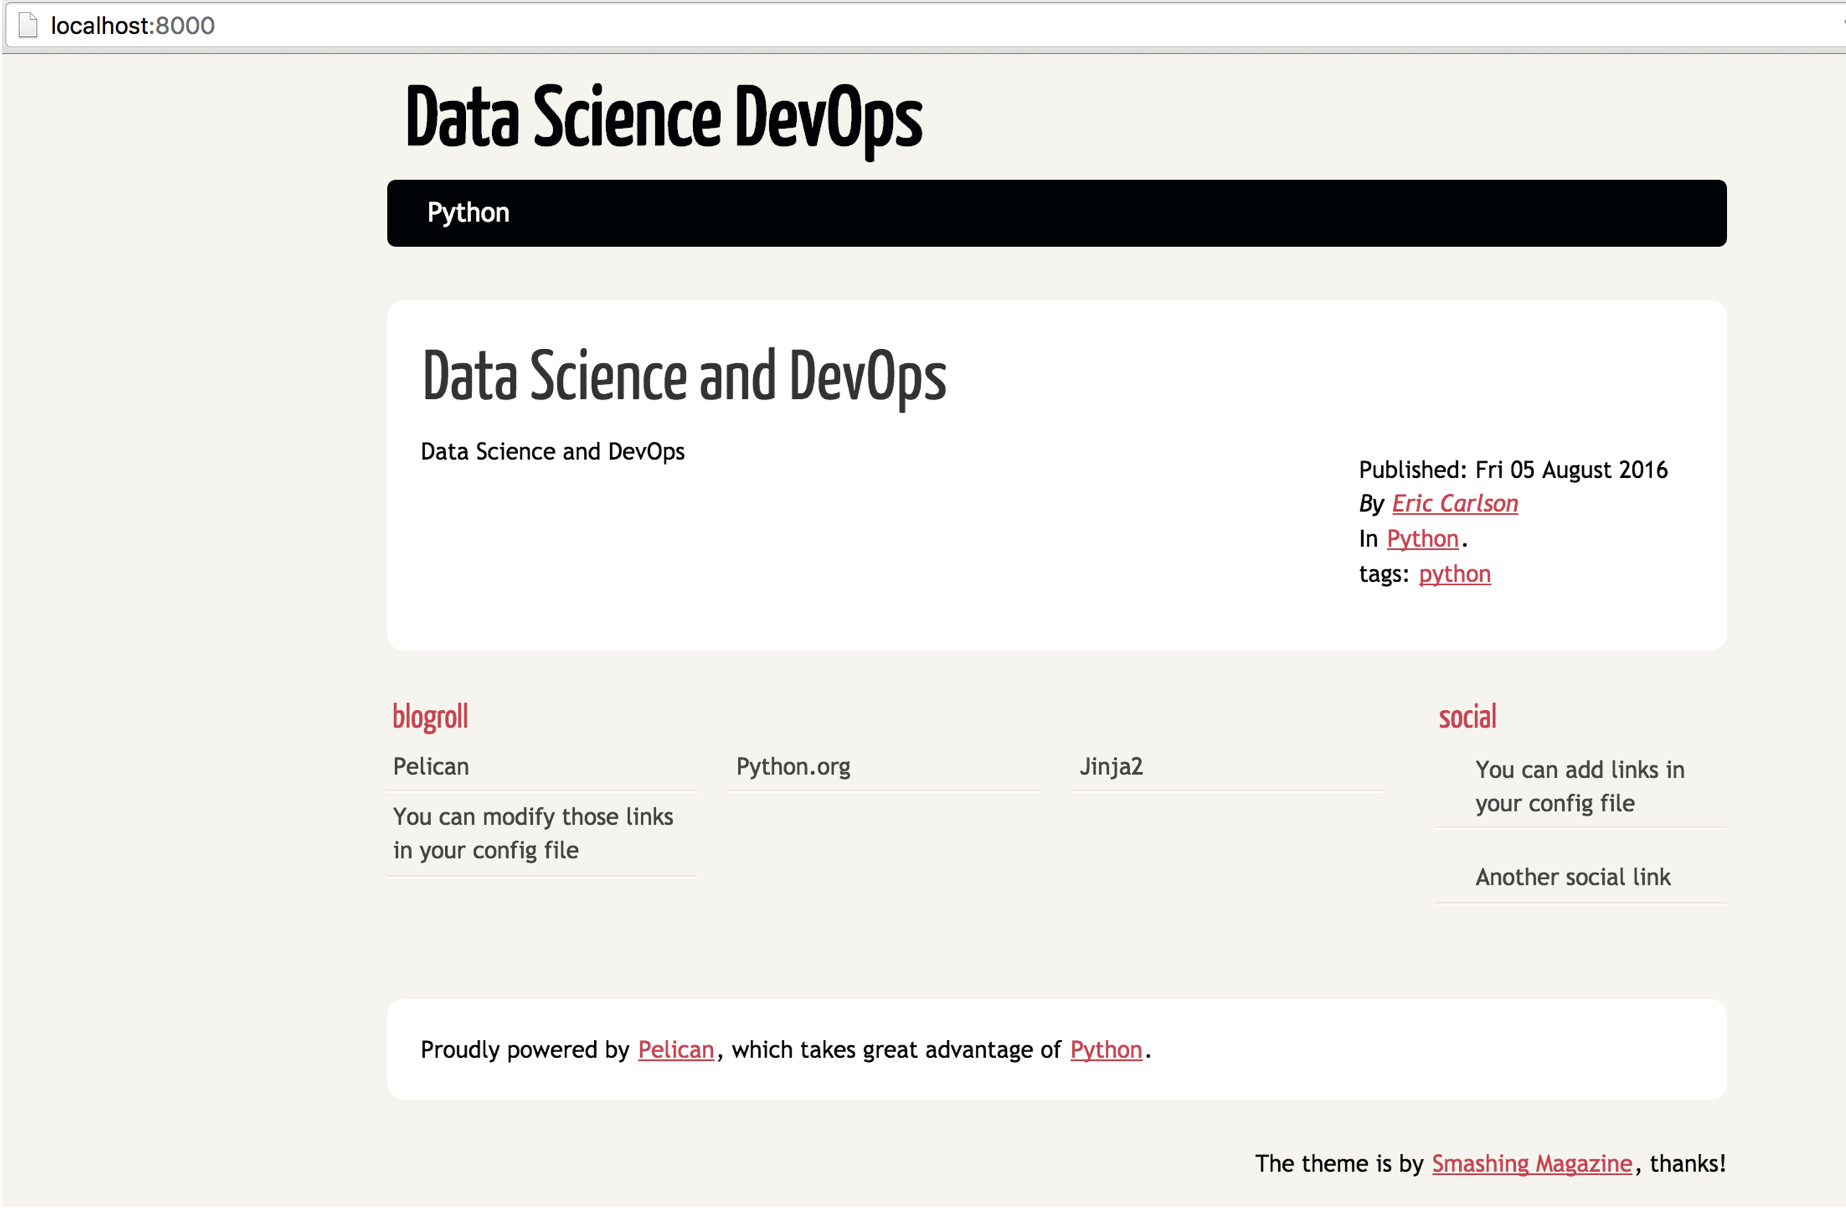 localhost:8000
Data Science DevOps
Python
Data Science and DevOps
Data Science and DevOps
Published: Fri 05 August 2016
By Eric Carlson
In Python.
tags: python
blogroll
Pelican
Python.org
Jinja2
You can modify those links
in your config file
social
You can add links in
your config file
Another social link
Proudly powered by Pelican, which takes great advantage of Python.
The theme is by Smashing Magazine, thanks!